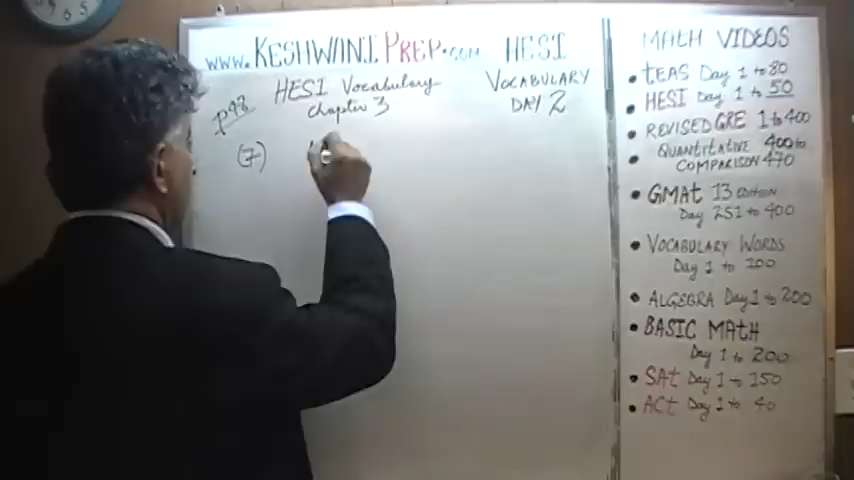 www.KESHWANIPREP.com HESI
HESI Vocabulary
Chapter 3
p48
VOCABULARY
DAY 2
(7)
MATH VIDEOS
• TEAS Day 1 to 80
• HESI Day 1 to 50
• REVISED GRE 1 to 400
• QUANTITATIVE 400 to
COMPARISON 470
• GMAT 13 EDITION
Day 251 to 400
• VOCABULARY WORDS
Day 1 to 100
• ALGEBRA Day 1 to 200
• BASIC MATH
Day 1 to 200
• SAT Day 1 to 150
• ACT Day 1 to 40